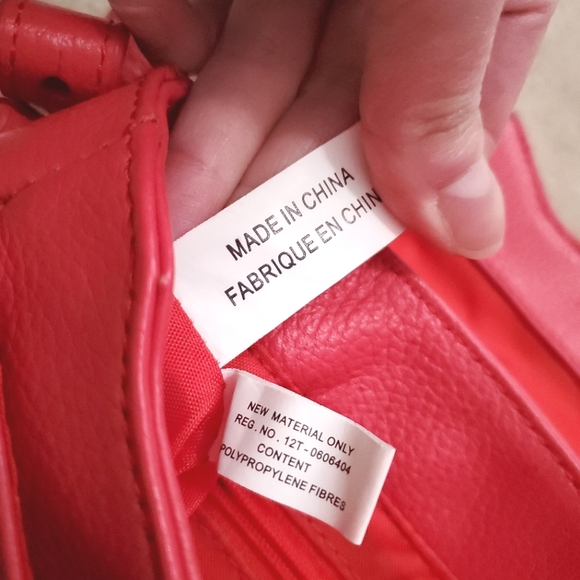 MADE IN CHINA
FABRIQUE EN CHIN
NEW MATERIAL ONLY
REG. NO. 12T-0606404
CONTENT
POLYPROPYLENE FIBRES